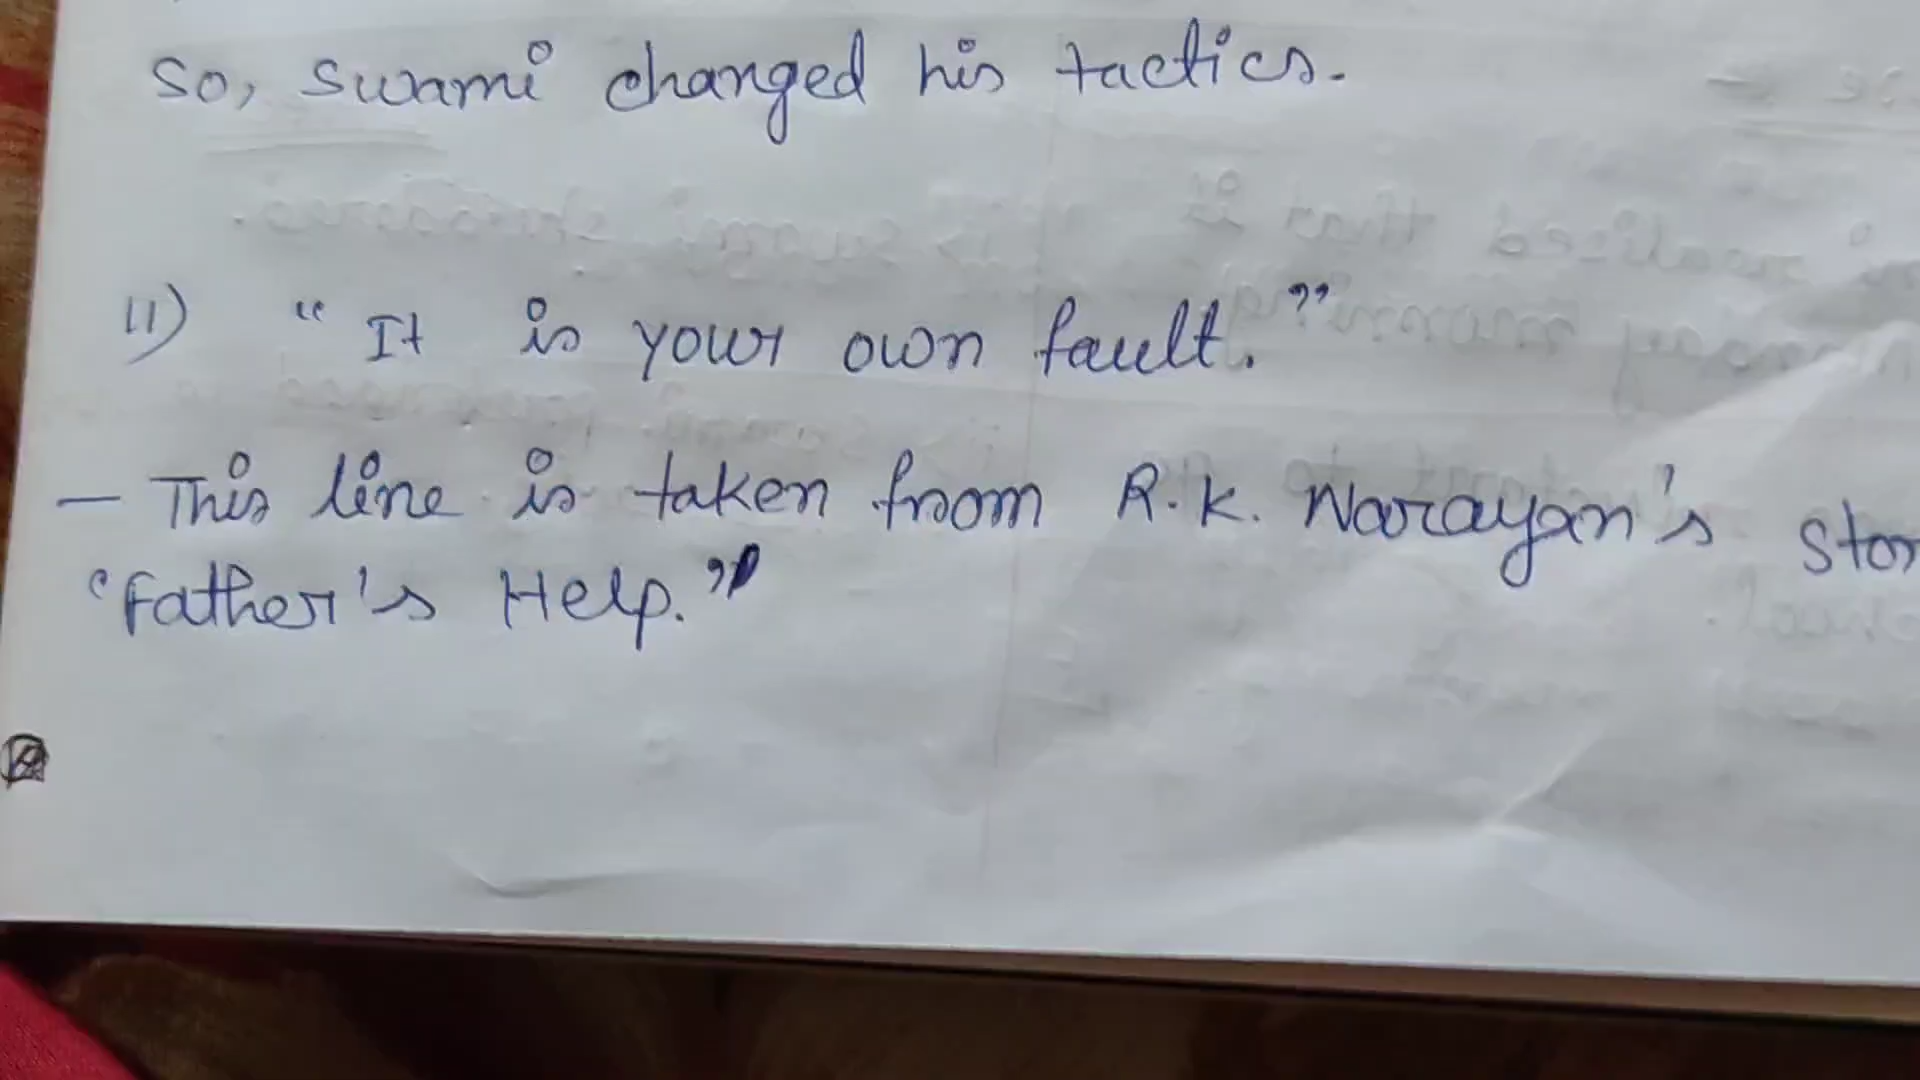 So, Swami changed his tactics.
11) "It is your own fault."
- This line is taken from R.K. Narayan's
"Father's Help."